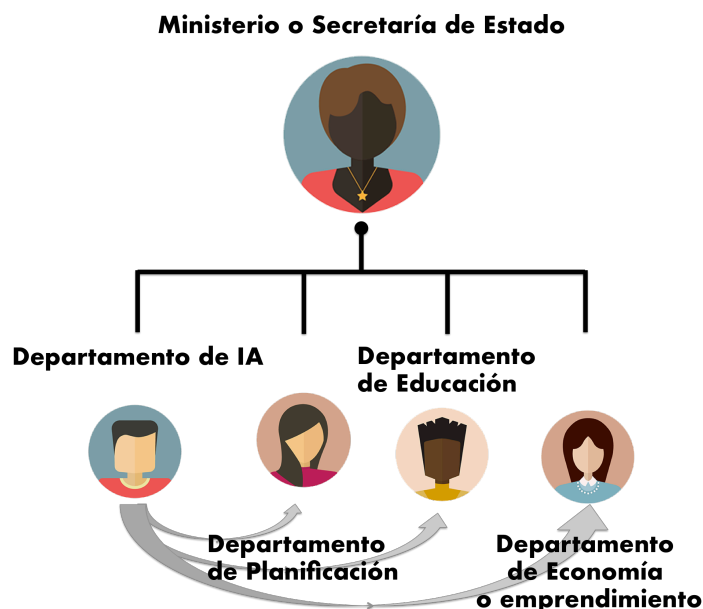 Ministerio o Secretaría de Estado
Departamento de IA
Departamento
de Educación
Departamento
de Planificación
Departamento
de Economía
o emprendimiento